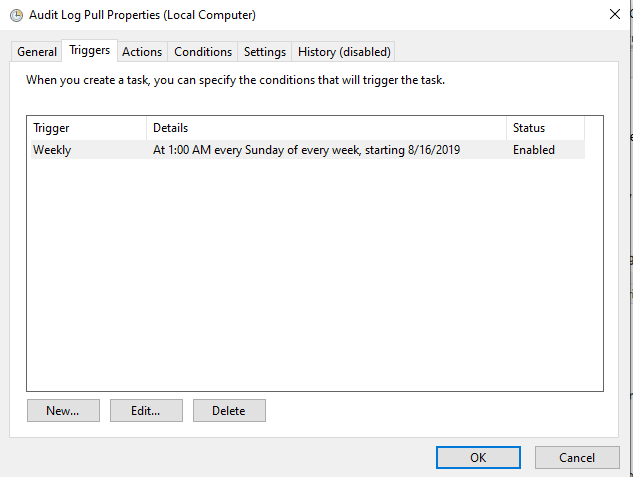 Audit Log Pull Properties (Local Computer)
General Triggers Actions Conditions Settings History (disabled)
When you create a task, you can specify the conditions that will trigger the task.
Trigger Details Status
Weekly At 1:00 AM every Sunday of every week, starting 8/16/2019 Enabled
New... Edit... Delete
OK Cancel